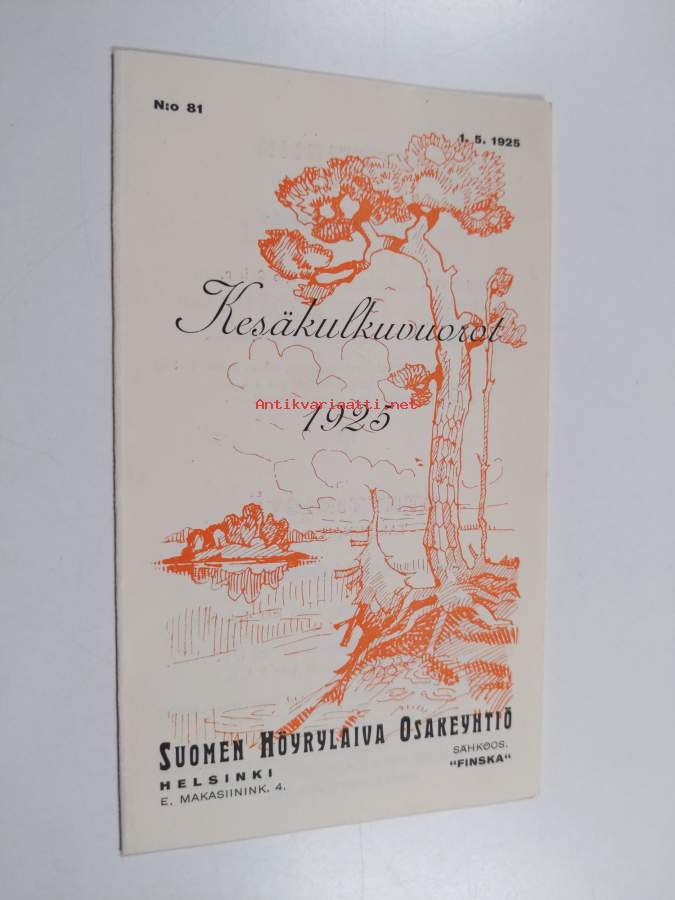 N:o 81
1. 5. 1925
Kesäkulkuvuorot
Antikvariaatti.net
1925
SUOMEN HÖYRYLAIVA OSAKEYHTIÖ
HELSINKI
E. MAKASIININK. 4.
SÄHKÖOS.
"FINSKA"